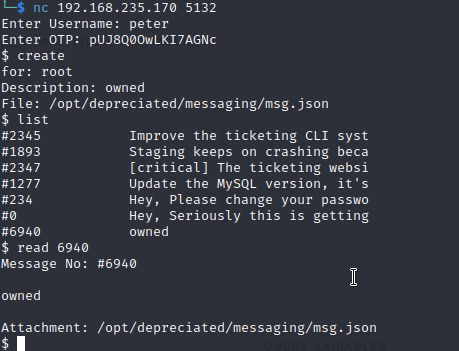 └─$ nc 192.168.235.170 5132
Enter Username: peter
Enter OTP: pUJ8Q0OwLKI7AGNc
$ create
for: root
Description: owned
File: /opt/depreciated/messaging/msg.json
$ list
#2345 Improve the ticketing CLI syst
#1893 Staging keeps on crashing beca
#2347 [critical] The ticketing websi
#1277 Update the MySQL version, it's
#234 Hey, Please change your passwo
#0 Hey, Seriously this is getting
#6940 owned
$ read 6940
Message No: #6940
owned
Attachment: /opt/depreciated/messaging/msg.json
$